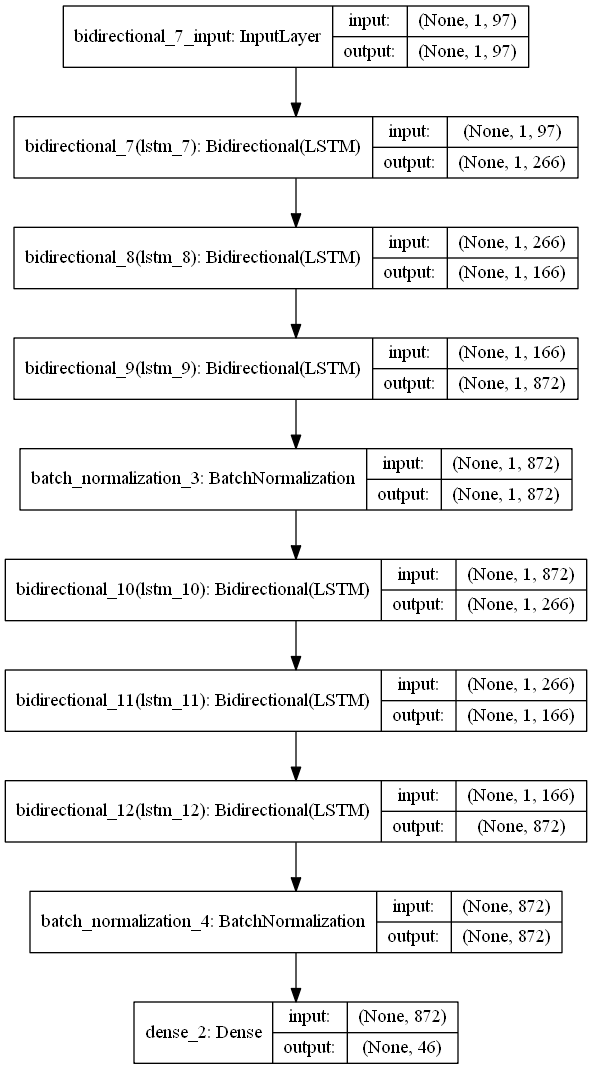 bidirectional_7_input: InputLayer
input: (None, 1, 97)
output: (None, 1, 97)
bidirectional_7(lstm_7): Bidirectional(LSTM)
input: (None, 1, 97)
output: (None, 1, 266)
bidirectional_8(lstm_8): Bidirectional(LSTM)
input: (None, 1, 266)
output: (None, 1, 166)
bidirectional_9(lstm_9): Bidirectional(LSTM)
input: (None, 1, 166)
output: (None, 1, 872)
batch_normalization_3: BatchNormalization
input: (None, 1, 872)
output: (None, 1, 872)
bidirectional_10(lstm_10): Bidirectional(LSTM)
input: (None, 1, 872)
output: (None, 1, 266)
bidirectional_11(lstm_11): Bidirectional(LSTM)
input: (None, 1, 266)
output: (None, 1, 166)
bidirectional_12(lstm_12): Bidirectional(LSTM)
input: (None, 1, 166)
output: (None, 872)
batch_normalization_4: BatchNormalization
input: (None, 872)
output: (None, 872)
dense_2: Dense
input: (None, 872)
output: (None, 46)